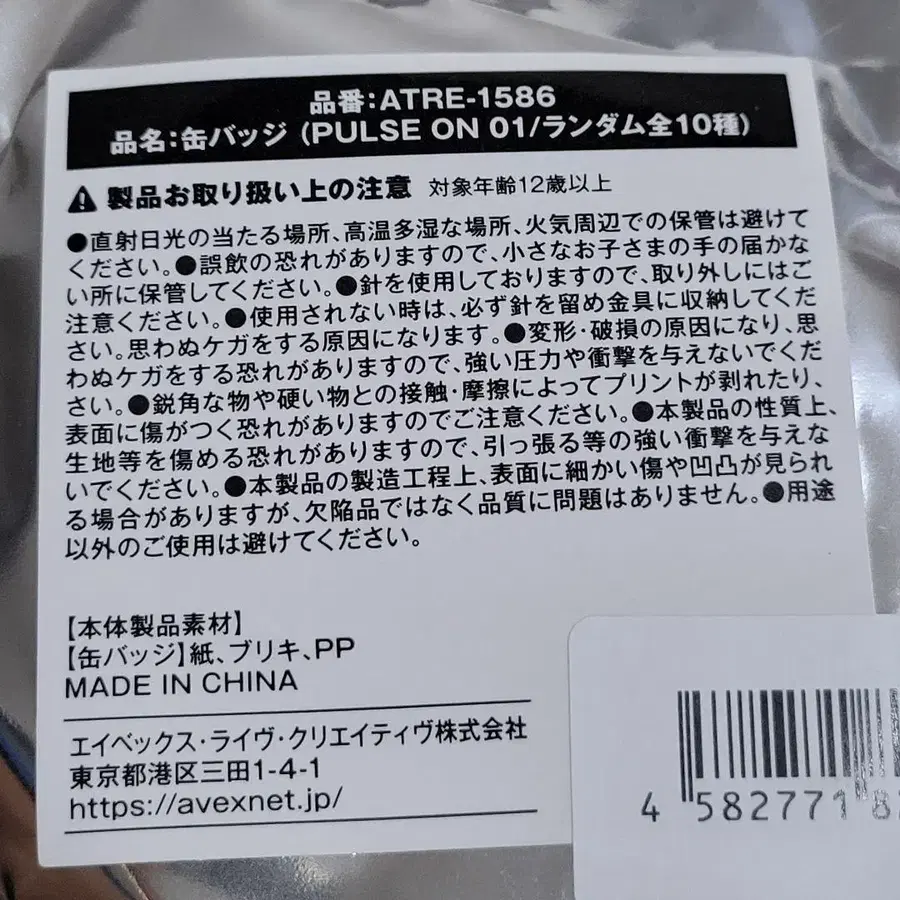 品番:ATRE-1586
品名:缶バッジ (PULSE ON 01/ランダム全10種)
製品お取り扱い上の注意 対象年齢12歳以上
●直射日光の当たる場所、高温多湿な場所、火気周辺での保管は避けて
ください。●誤飲の恐れがありますので、小さなお子さまの手の届かな
い所に保管してください。●針を使用しておりますので、取り外しにはご
注意ください。●使用されない時は、必ず針を留め金具に収納してくだ
さい。思わぬケガをする原因になります。●変形・破損の原因になり、思
わぬケガをする恐れがありますので、強い圧力や衝撃を与えないでくだ
さい。●鋭角な物や硬い物との接触・摩擦によってプリントが剥れたり、
表面に傷がつく恐れがありますのでご注意ください。●本製品の性質上、
生地等を傷める恐れがありますので、引っ張る等の強い衝撃を与えな
いでください。●本製品の製造工程上、表面に細かい傷や凹凸が見られ
る場合がありますが、欠陥品ではなく品質に問題はありません。●用途
以外のご使用は避けてください。
【本体製品素材】
【缶バッジ】紙、ブリキ、PP
MADE IN CHINA
エイベックス・ライヴ・クリエイティヴ株式会社
東京都港区三田1-4-1
https://avexnet.jp/
4 582771 82